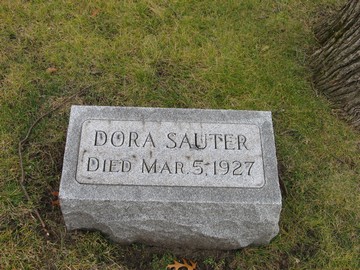 DORA SAUTER
DIED MAR. 5, 1927